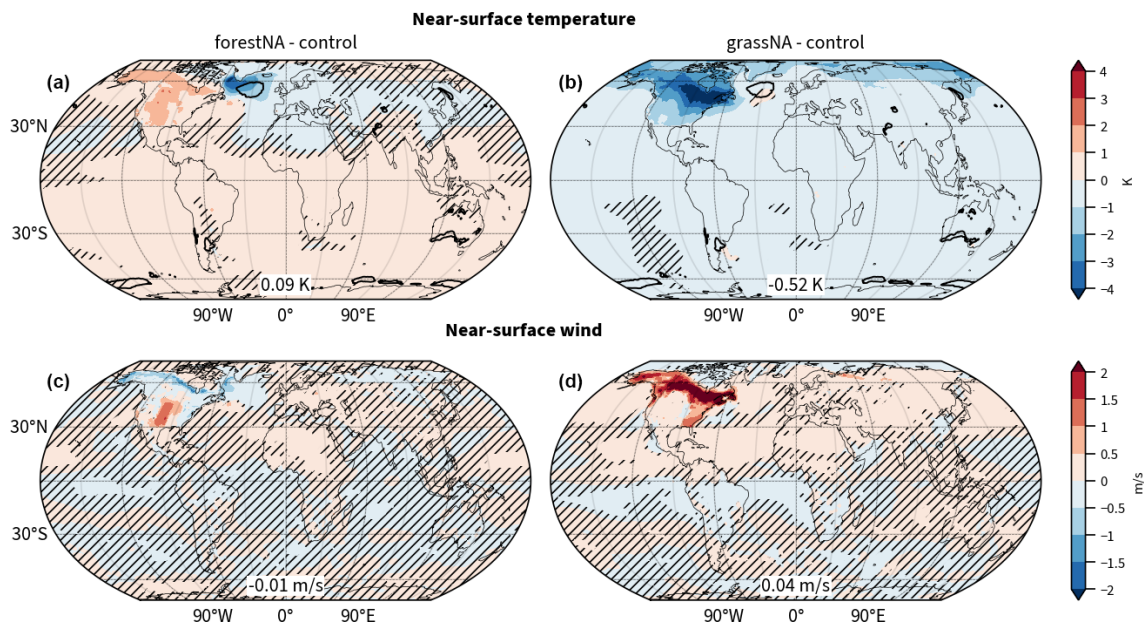 Near-surface temperature
forestNA - control
grassNA - control
(a)
(b)
30°N
30°S
0.09 K
-0.52 K
90°W 0° 90°E
90°W 0° 90°E
4
3
2
1
0
−1
−2
−3
−4
K
Near-surface wind
(c)
(d)
30°N
30°S
-0.01 m/s
0.04 m/s
90°W 0° 90°E
90°W 0° 90°E
2
1.5
1
0.5
0
−0.5
−1
−1.5
−2
m/s